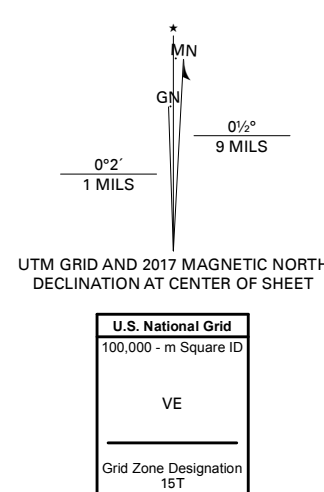 ★
MN
GN
0½°
9 MILS
0°2´
1 MILS
UTM GRID AND 2017 MAGNETIC NORTH
DECLINATION AT CENTER OF SHEET
U.S. National Grid
100,000 - m Square ID
VE
Grid Zone Designation
15T